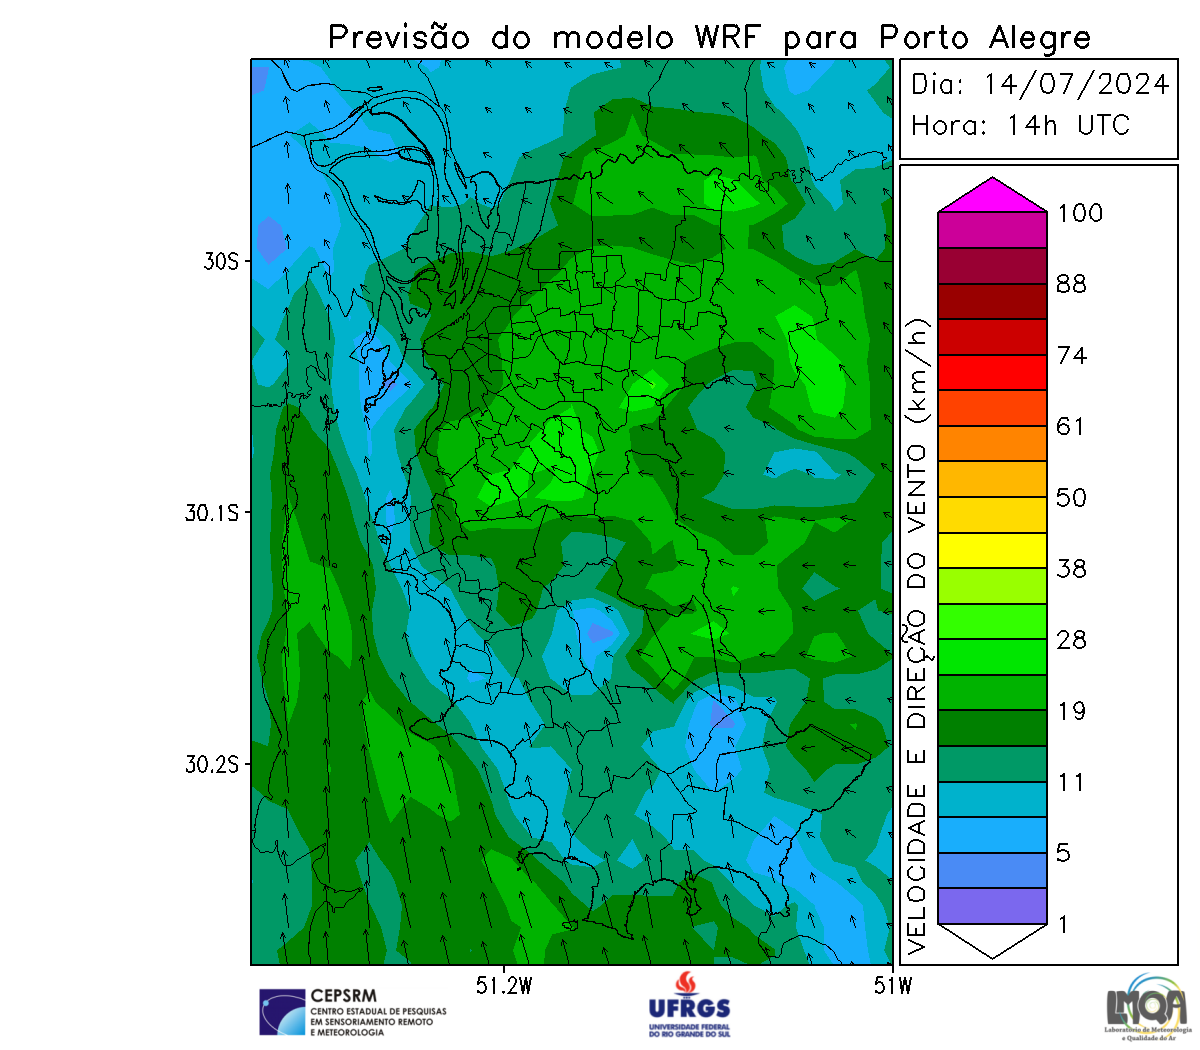 Previsão do modelo WRF para Porto Alegre
Dia: 14/07/2024
Hora: 14h UTC
30S
30.1S
30.2S
51.2W
51W
VELOCIDADE E DIREÇÃO DO VENTO (km/h)
100
88
74
61
50
38
28
19
11
5
1
CEPSRM
CENTRO ESTADUAL DE PESQUISAS
EM SENSORIAMENTO REMOTO
E METEOROLOGIA
UFRGS
UNIVERSIDADE FEDERAL
DO RIO GRANDE DO SUL
LMQA
Laboratório de Meteorologia
e Qualidade do Ar